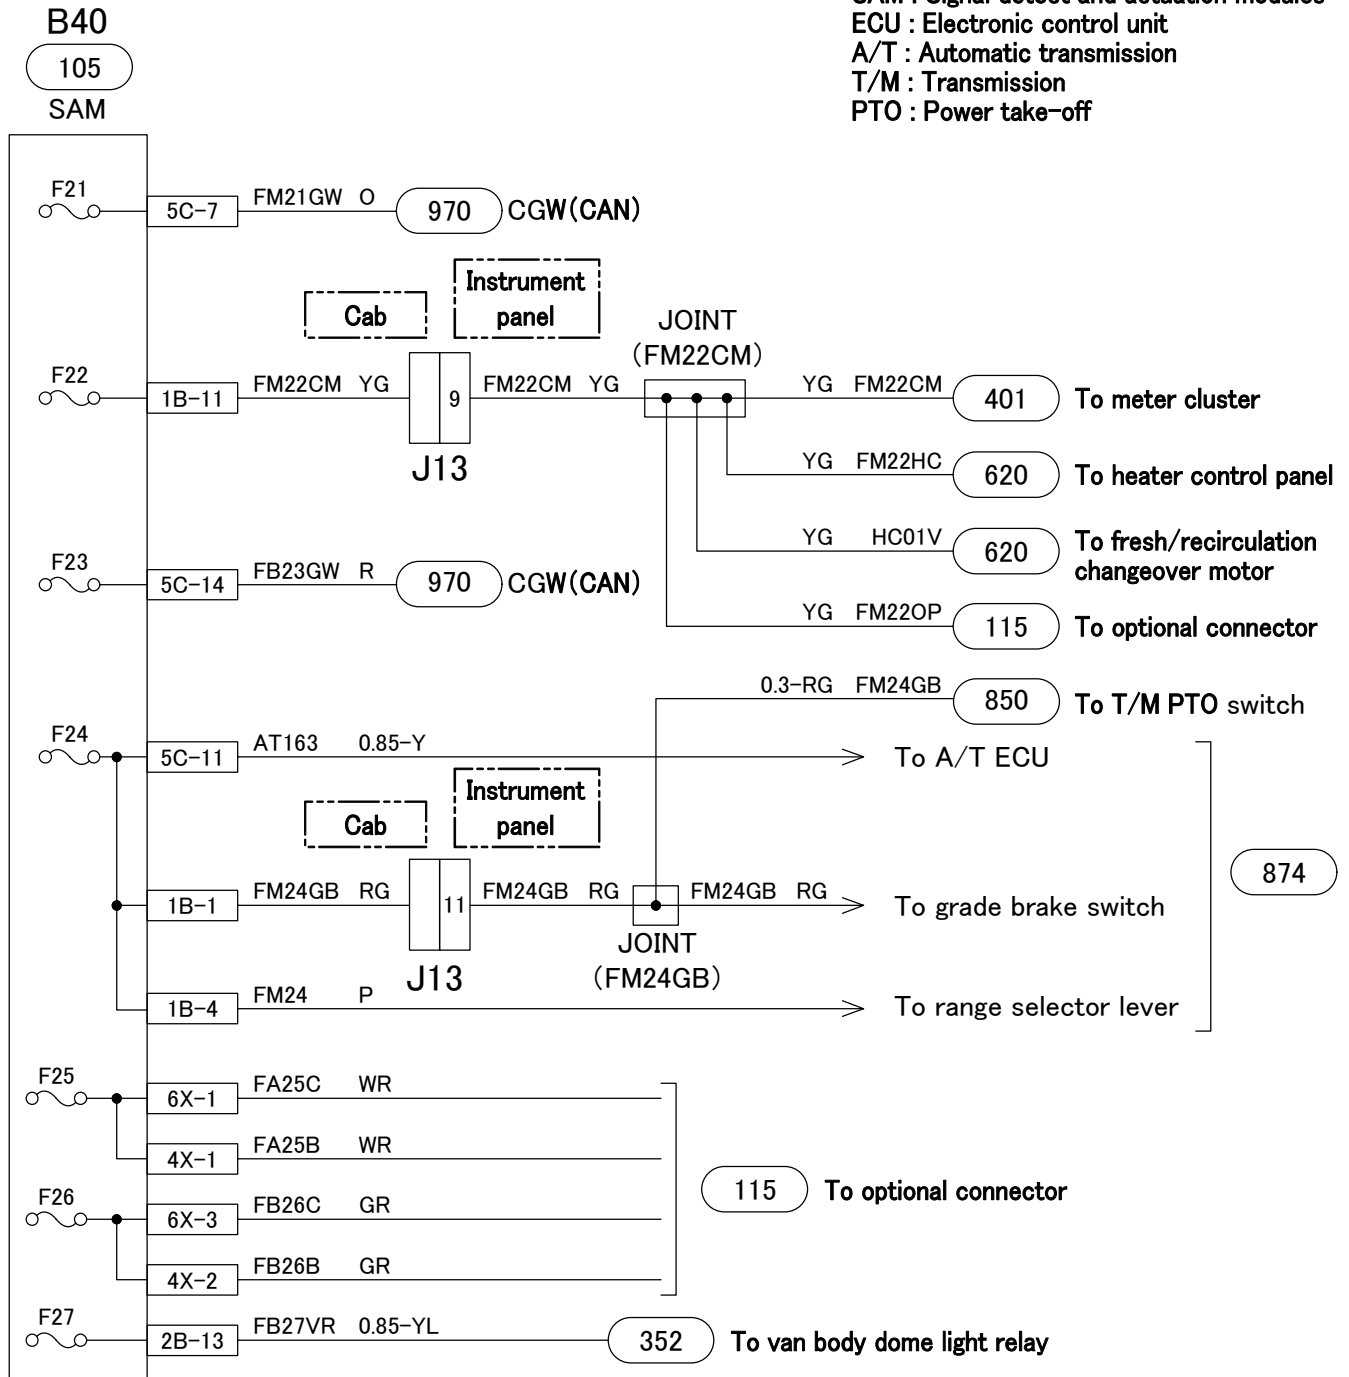 SAM : Signal detect and actuation modules
ECU : Electronic control unit
A/T : Automatic transmission
T/M : Transmission
PTO : Power take-off
B40
105
SAM
F21
5C-7
FM21GW O
970
CGW(CAN)
Cab
Instrument
panel
JOINT
(FM22CM)
F22
1B-11
FM22CM YG
9
FM22CM YG
YG FM22CM
401
To meter cluster
J13
YG FM22HC
620
To heater control panel
YG HC01V
620
To fresh/recirculation
changeover motor
F23
5C-14
FB23GW R
970
CGW(CAN)
YG FM22OP
115
To optional connector
0.3-RG FM24GB
850
To T/M PTO switch
F24
5C-11
AT163 0.85-Y
To A/T ECU
Cab
Instrument
panel
874
1B-1
FM24GB RG
11
FM24GB RG
FM24GB RG
To grade brake switch
J13
JOINT
(FM24GB)
1B-4
FM24 P
To range selector lever
F25
6X-1
FA25C WR
4X-1
FA25B WR
115
To optional connector
F26
6X-3
FB26C GR
4X-2
FB26B GR
F27
2B-13
FB27VR 0.85-YL
352
To van body dome light relay